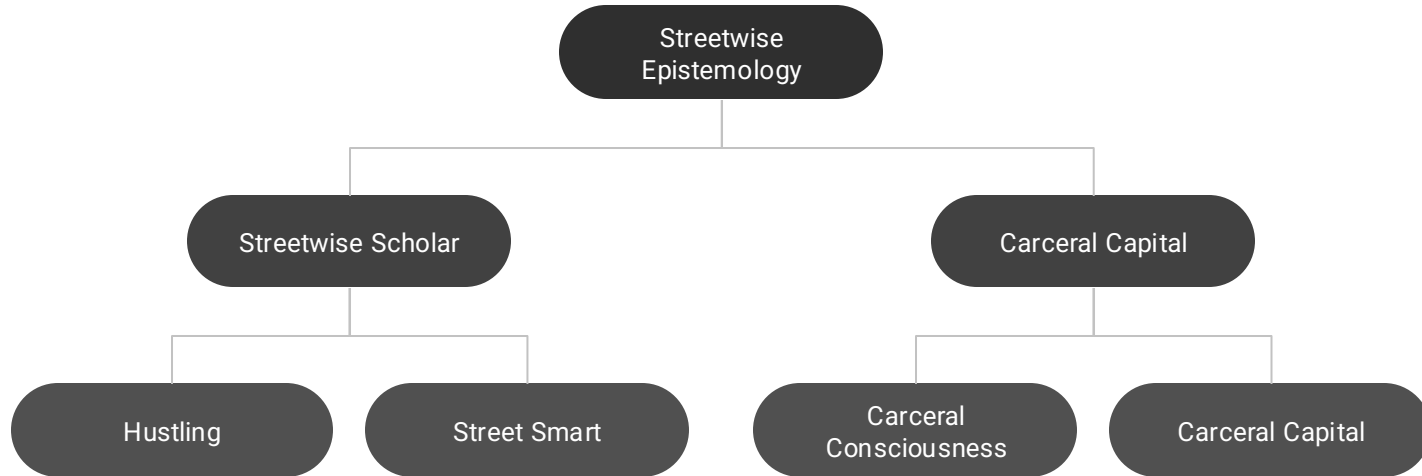 Streetwise
Epistemology
Streetwise Scholar
Carceral Capital
Hustling
Street Smart
Carceral
Consciousness
Carceral Capital